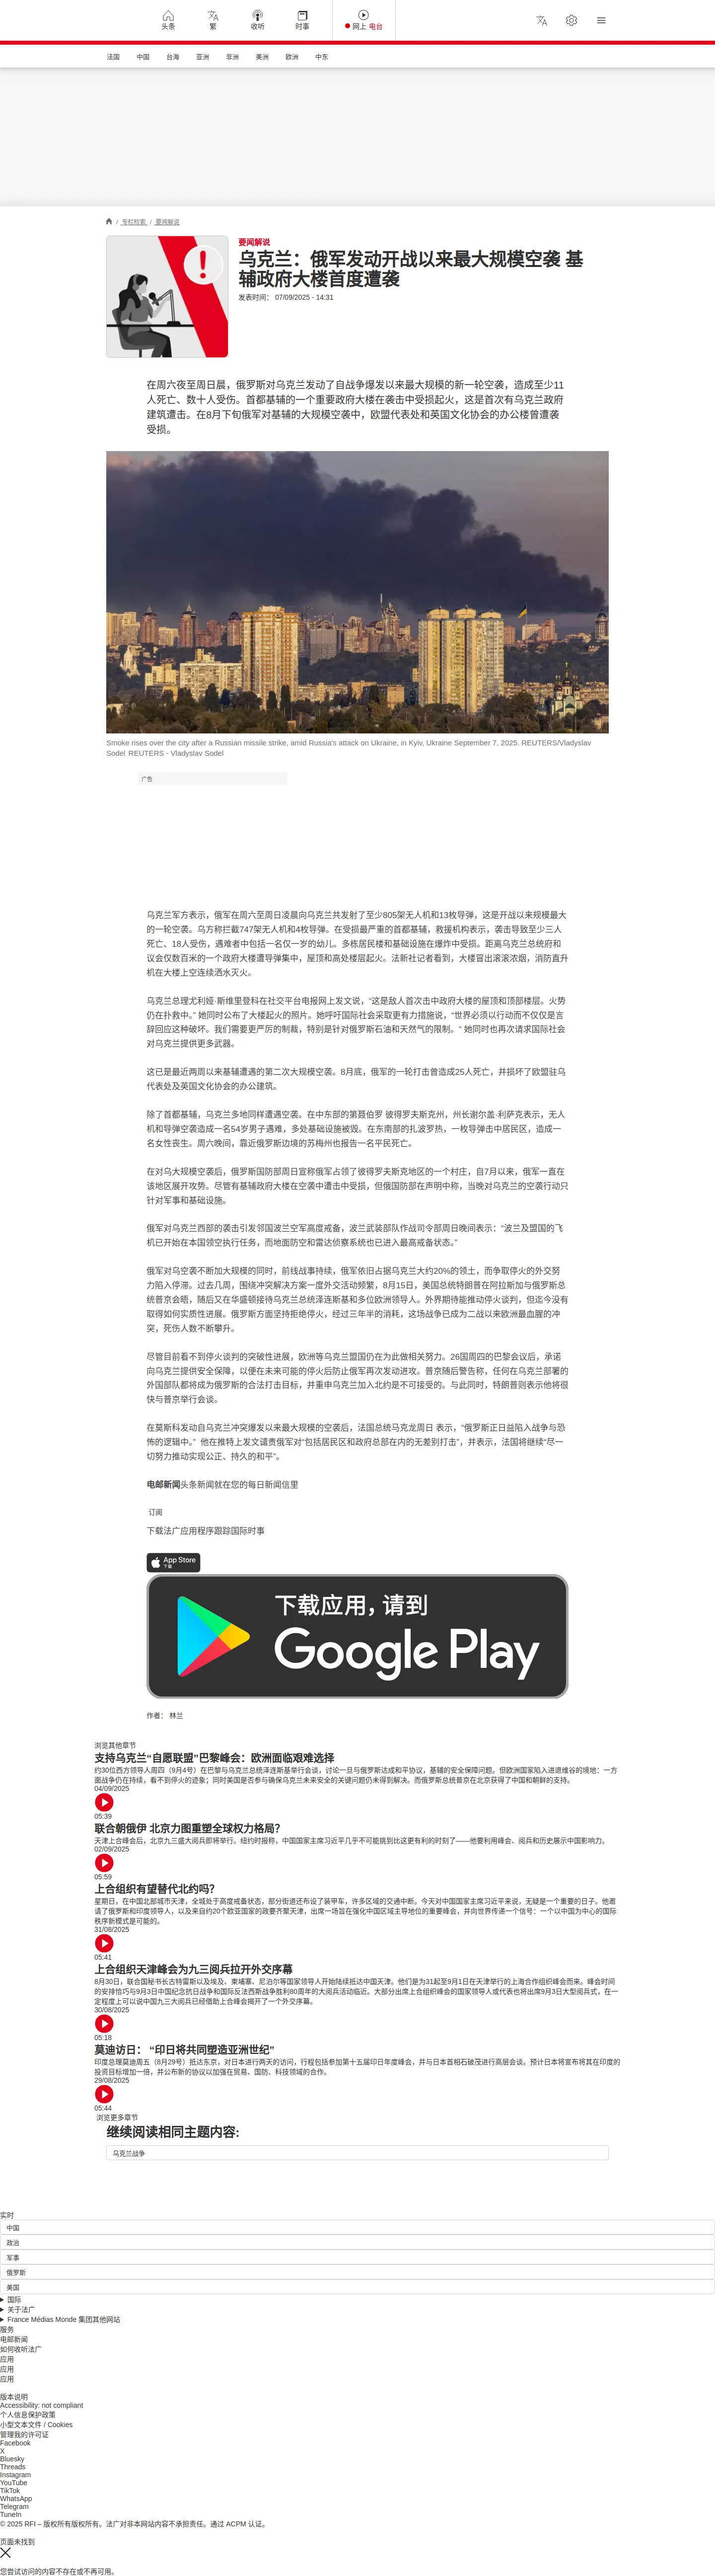 头条
繁
收听
时事
网上 电台
法国 中国 台海 亚洲 非洲 美洲 欧洲 中东
/ 专栏检索 / 要闻解说
要闻解说
乌克兰：俄军发动开战以来最大规模空袭 基
辅政府大楼首度遭袭
发表时间： 07/09/2025 - 14:31
在周六夜至周日晨，俄罗斯对乌克兰发动了自战争爆发以来最大规模的新一轮空袭，造成至少11
人死亡、数十人受伤。首都基辅的一个重要政府大楼在袭击中受损起火，这是首次有乌克兰政府
建筑遭击。在8月下旬俄军对基辅的大规模空袭中，欧盟代表处和英国文化协会的办公楼曾遭袭
受损。
Smoke rises over the city after a Russian missile strike, amid Russia's attack on Ukraine, in Kyiv, Ukraine September 7, 2025. REUTERS/Vladyslav
Sodel REUTERS - Vladyslav Sodel
广告
乌克兰军方表示，俄军在周六至周日凌晨向乌克兰共发射了至少805架无人机和13枚导弹，这是开战以来规模最大
的一轮空袭。乌方称拦截747架无人机和4枚导弹。在受损最严重的首都基辅，救援机构表示，袭击导致至少三人
死亡、18人受伤，遇难者中包括一名仅一岁的幼儿。多栋居民楼和基础设施在爆炸中受损。距离乌克兰总统府和
议会仅数百米的一个政府大楼遭导弹集中，屋顶和高处楼层起火。法新社记者看到，大楼冒出滚滚浓烟，消防直升
机在大楼上空连续洒水灭火。
乌克兰总理尤利娅·斯维里登科在社交平台电报网上发文说，“这是敌人首次击中政府大楼的屋顶和顶部楼层。火势
仍在扑救中。” 她同时公布了大楼起火的照片。她呼吁国际社会采取更有力措施说，“世界必须以行动而不仅仅是言
辞回应这种破坏。我们需要更严厉的制裁，特别是针对俄罗斯石油和天然气的限制。“ 她同时也再次请求国际社会
对乌克兰提供更多武器。
这已是最近两周以来基辅遭遇的第二次大规模空袭。8月底，俄军的一轮打击曾造成25人死亡，并损坏了欧盟驻乌
代表处及英国文化协会的办公建筑。
除了首都基辅，乌克兰多地同样遭遇空袭。在中东部的第聂伯罗 彼得罗夫斯克州，州长谢尔盖·利萨克表示，无人
机和导弹空袭造成一名54岁男子遇难，多处基础设施被毁。在东南部的扎波罗热，一枚导弹击中居民区，造成一
名女性丧生。周六晚间，靠近俄罗斯边境的苏梅州也报告一名平民死亡。
在对乌大规模空袭后，俄罗斯国防部周日宣称俄军占领了彼得罗夫斯克地区的一个村庄，自7月以来，俄军一直在
该地区展开攻势。尽管有基辅政府大楼在空袭中遭击中受损，但俄国防部在声明中称，当晚对乌克兰的空袭行动只
针对军事和基础设施。
俄军对乌克兰西部的袭击引发邻国波兰空军高度戒备，波兰武装部队作战司令部周日晚间表示：“波兰及盟国的飞
机已开始在本国领空执行任务，而地面防空和雷达侦察系统也已进入最高戒备状态。”
俄军对乌空袭不断加大规模的同时，前线战事持续，俄军依旧占据乌克兰大约20%的领土，而争取停火的外交努
力陷入停滞。过去几周，围绕冲突解决方案一度外交活动频繁，8月15日，美国总统特朗普在阿拉斯加与俄罗斯总
统普京会晤，随后又在华盛顿接待乌克兰总统泽连斯基和多位欧洲领导人。外界期待能推动停火谈判，但迄今没有
取得如何实质性进展。俄罗斯方面坚持拒绝停火，经过三年半的消耗，这场战争已成为二战以来欧洲最血腥的冲
突，死伤人数不断攀升。
尽管目前看不到停火谈判的突破性进展，欧洲等乌克兰盟国仍在为此做相关努力。26国周四的巴黎会议后，承诺
向乌克兰提供安全保障，以便在未来可能的停火后防止俄军再次发动进攻。普京随后警告称，任何在乌克兰部署的
外国部队都将成为俄罗斯的合法打击目标，并重申乌克兰加入北约是不可接受的。与此同时，特朗普则表示他将很
快与普京举行会谈。
在莫斯科发动自乌克兰冲突爆发以来最大规模的空袭后，法国总统马克龙周日 表示，“俄罗斯正日益陷入战争与恐
怖的逻辑中。” 他在推特上发文谴责俄军对“包括居民区和政府总部在内的无差别打击”，并表示，法国将继续“尽一
切努力推动实现公正、持久的和平”。
电邮新闻头条新闻就在您的每日新闻信里
订阅
下载法广应用程序跟踪国际时事
App Store
下载
下载应用，请到
Google Play
作者： 林兰
浏览其他章节
支持乌克兰“自愿联盟”巴黎峰会：欧洲面临艰难选择
约30位西方领导人周四（9月4号）在巴黎与乌克兰总统泽连斯基举行会谈，讨论一旦与俄罗斯达成和平协议，基辅的安全保障问题。但欧洲国家陷入进退维谷的境地：一方
面战争仍在持续，看不到停火的迹象；同时美国是否参与确保乌克兰未来安全的关键问题仍未得到解决。而俄罗斯总统普京在北京获得了中国和朝鲜的支持。
04/09/2025
05:39
联合朝俄伊 北京力图重塑全球权力格局？
天津上合峰会后，北京九三盛大阅兵即将举行。纽约时报称，中国国家主席习近平几乎不可能挑到比这更有利的时刻了——他要利用峰会、阅兵和历史展示中国影响力。
02/09/2025
05:59
上合组织有望替代北约吗？
星期日，在中国北部城市天津，全城处于高度戒备状态，部分街道还布设了装甲车，许多区域的交通中断。今天对中国国家主席习近平来说，无疑是一个重要的日子。他邀
请了俄罗斯和印度领导人，以及来自约20个欧亚国家的政要齐聚天津，出席一场旨在强化中国区域主导地位的重要峰会，并向世界传递一个信号：一个以中国为中心的国际
秩序新模式是可能的。
31/08/2025
05:41
上合组织天津峰会为九三阅兵拉开外交序幕
8月30日，联合国秘书长古特雷斯以及埃及、柬埔寨、尼泊尔等国家领导人开始陆续抵达中国天津。他们是为31起至9月1日在天津举行的上海合作组织峰会而来。峰会时间
的安排恰巧与9月3日中国纪念抗日战争和国际反法西斯战争胜利80周年的大阅兵活动临近。大部分出席上合组织峰会的国家领导人或代表也将出席9月3日大型阅兵式，在一
定程度上可以说中国九三大阅兵已经借助上合峰会揭开了一个外交序幕。
30/08/2025
05:18
莫迪访日： “印日将共同塑造亚洲世纪”
印度总理莫迪周五（8月29号）抵达东京，对日本进行两天的访问，行程包括参加第十五届印日年度峰会，并与日本首相石破茂进行高层会谈。预计日本将宣布将其在印度的
投资目标增加一倍，并公布新的协议以加强在贸易、国防、科技领域的合作。
29/08/2025
05:44
浏览更多章节
继续阅读相同主题内容:
乌克兰战争
实时
中国
政治
军事
俄罗斯
美国
国际
关于法广
France Médias Monde 集团其他网站
服务
电邮新闻
如何收听法广
应用
应用
应用
版本说明
Accessibility: not compliant
个人信息保护政策
小型文本文件 / Cookies
管理我的许可证
Facebook
X
Bluesky
Threads
Instagram
YouTube
TikTok
WhatsApp
Telegram
TuneIn
© 2025 RFI – 版权所有版权所有。法广对非本网站内容不承担责任。通过 ACPM 认证。
页面未找到
您尝试访问的内容不存在或不再可用。